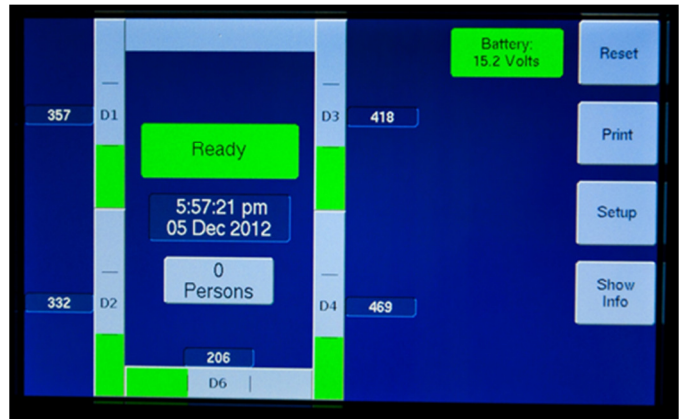 Battery:
15.2 Volts
Reset
357
D1
D3
418
Ready
Print
5:57:21 pm
05 Dec 2012
Setup
0
Persons
332
D2
D4
469
Show
Info
206
D6